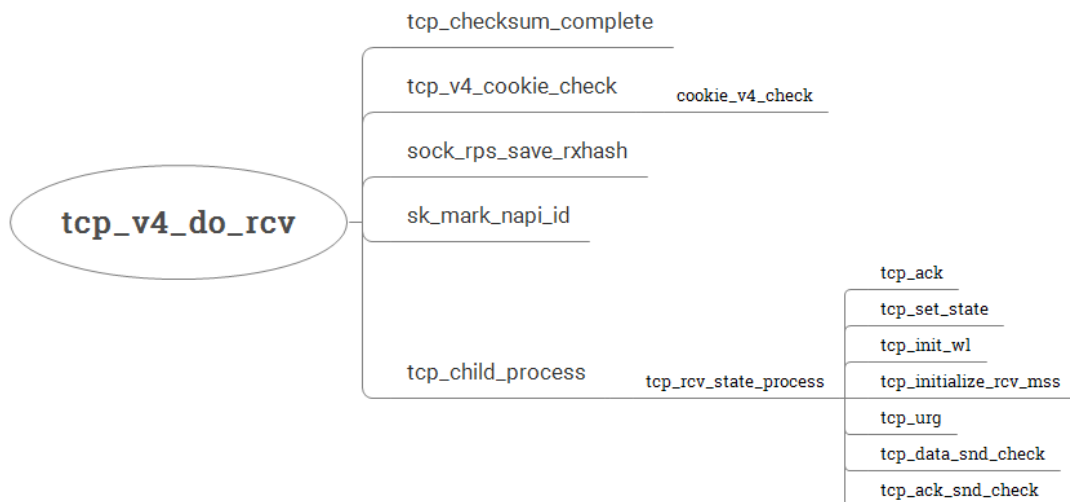 tcp_v4_do_rcv
tcp_checksum_complete
tcp_v4_cookie_check
cookie_v4_check
sock_rps_save_rxhash
sk_mark_napi_id
tcp_child_process
tcp_rcv_state_process
tcp_ack
tcp_set_state
tcp_init_wl
tcp_initialize_rcv_mss
tcp_urg
tcp_data_snd_check
tcp_ack_snd_check